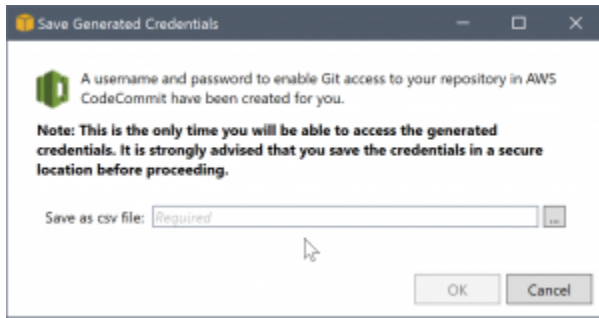 Save Generated Credentials
A username and password to enable Git access to your repository in AWS
CodeCommit have been created for you.
Note: This is the only time you will be able to access the generated
credentials. It is strongly advised that you save the credentials in a secure
location before proceeding.
Save as csv file: Required ...
OK Cancel